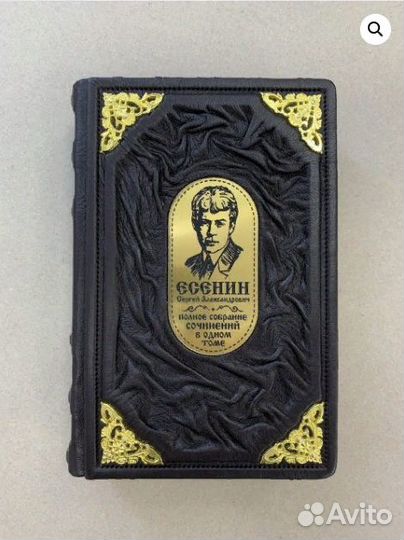 ЕСЕНИН
Сергей Александрович
ПОЛНОЕ СОБРАНИЕ
СОЧИНЕНИЙ
В ОДНОМ
ТОМЕ
Avito